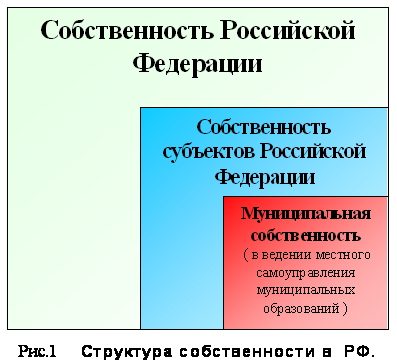 Собственность Российской
Федерации
Собственность
субъектов Российской
Федерации
Муниципальная
собственность
( в ведении местного
самоуправления
муниципальных
образований )
Рис.1 Структура собственности в РФ.